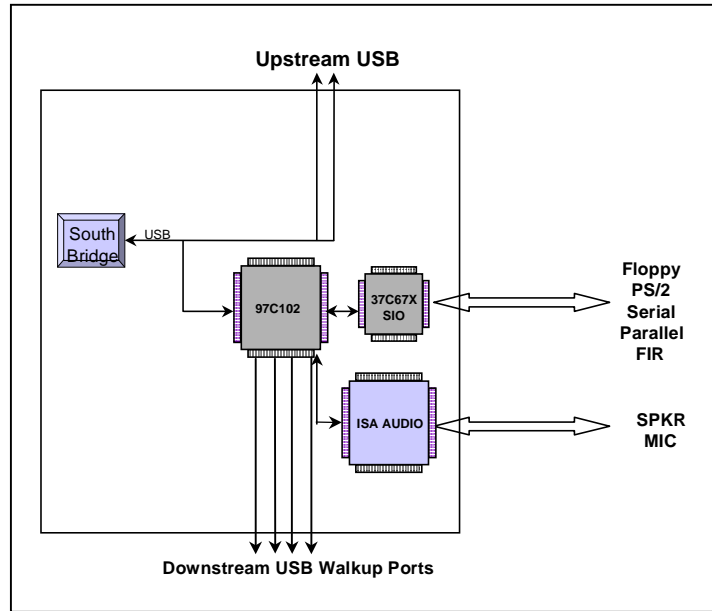 Upstream USB
South
Bridge
USB
97C102
37C67X
SIO
Floppy
PS/2
Serial
Parallel
FIR
ISA AUDIO
SPKR
MIC
Downstream USB Walkup Ports